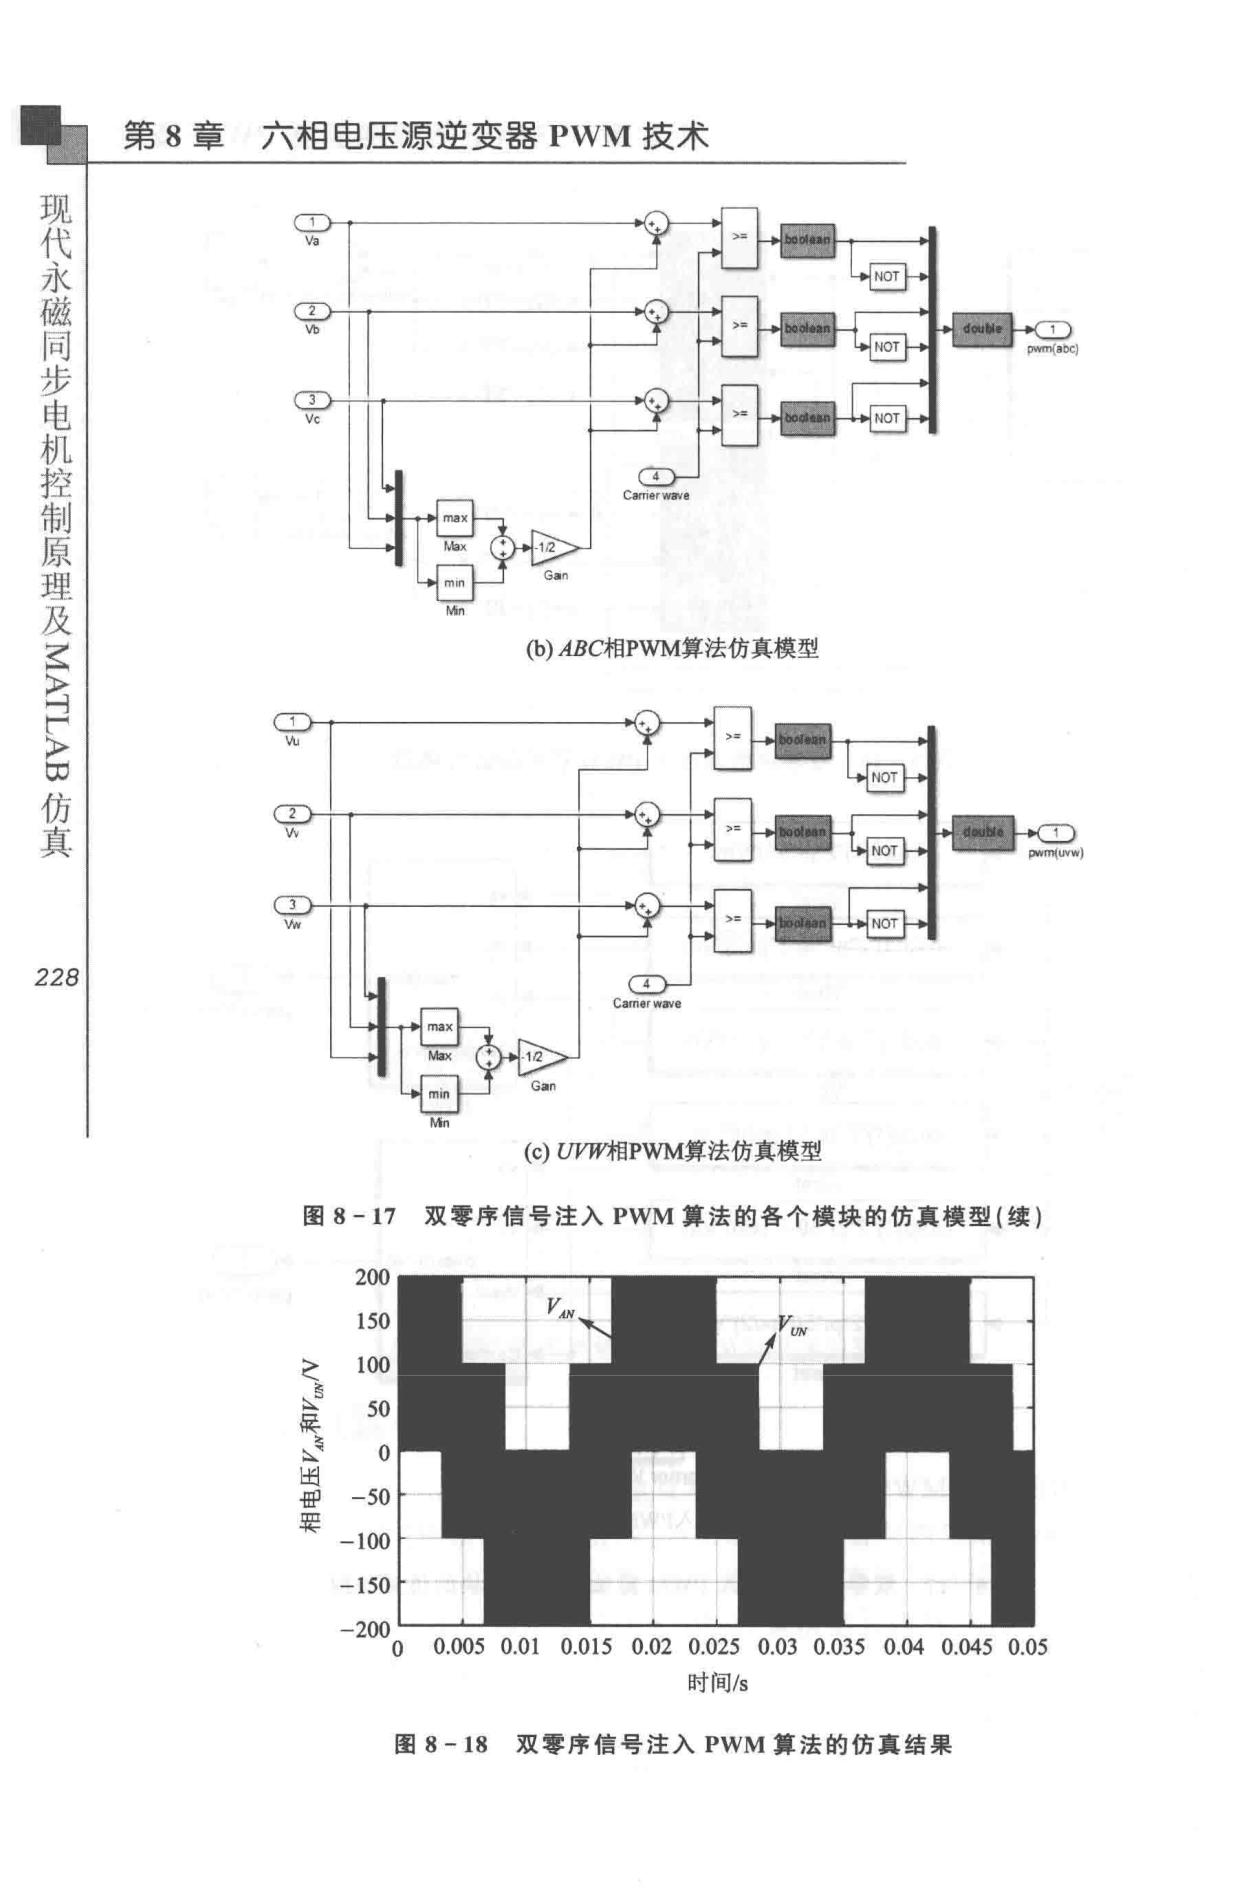 第 8 章 六相电压源逆变器 PWM 技术
现代永磁同步电机控制原理及MATLAB仿真
228
1
Va
2
Vb
3
Vc
4
Carrier wave
max
Max
min
Min
-1/2
Gain
>=
>=
>=
boolean
boolean
boolean
NOT
NOT
NOT
double
1
pwm(abc)
(b) ABC相PWM算法仿真模型
1
Vu
2
Vv
3
Vw
4
Carrier wave
max
Max
min
Min
-1/2
Gain
>=
>=
>=
boolean
boolean
boolean
NOT
NOT
NOT
double
1
pwm(uvw)
(c) UVW相PWM算法仿真模型
图 8-17 双零序信号注入 PWM 算法的各个模块的仿真模型(续)
相电压V_AN和V_UN/V
200
150
100
50
0
-50
-100
-150
-200
V_AN
V_UN
0 0.005 0.01 0.015 0.02 0.025 0.03 0.035 0.04 0.045 0.05
时间/s
图 8-18 双零序信号注入 PWM 算法的仿真结果